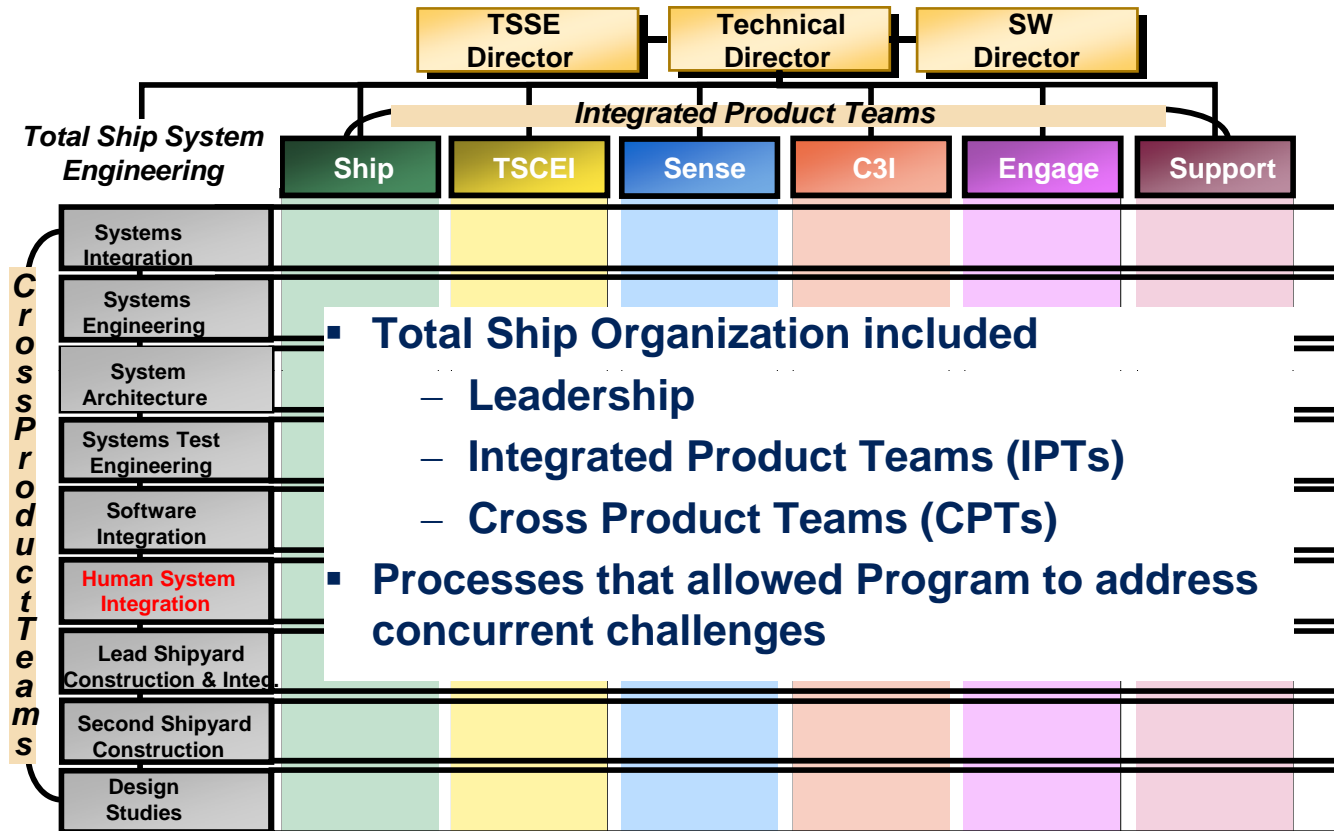 TSSE
Director
Technical
Director
SW
Director
Integrated Product Teams
Total Ship System
Engineering
Ship
TSCEI
Sense
C3I
Engage
Support
Cross Product Teams
Systems
Integration
Systems
Engineering
System
Architecture
Systems Test
Engineering
Software
Integration
Human System
Integration
Lead Shipyard
Construction & Integ.
Second Shipyard
Construction
Design
Studies
▪ Total Ship Organization included
– Leadership
– Integrated Product Teams (IPTs)
– Cross Product Teams (CPTs)
▪ Processes that allowed Program to address
concurrent challenges